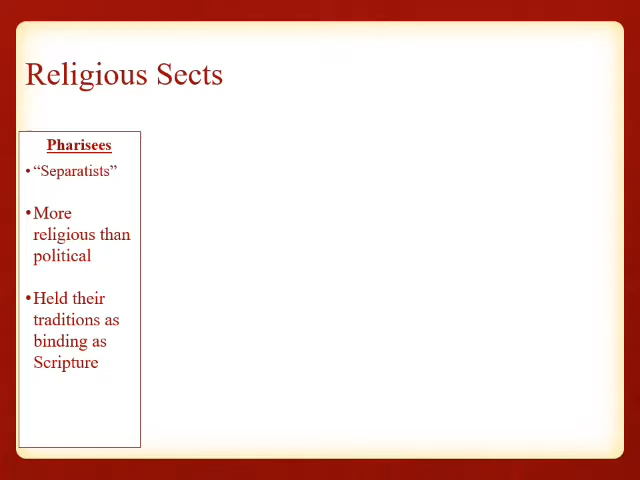 Religious Sects
Pharisees
• “Separatists”
• More
religious than
political
• Held their
traditions as
binding as
Scripture